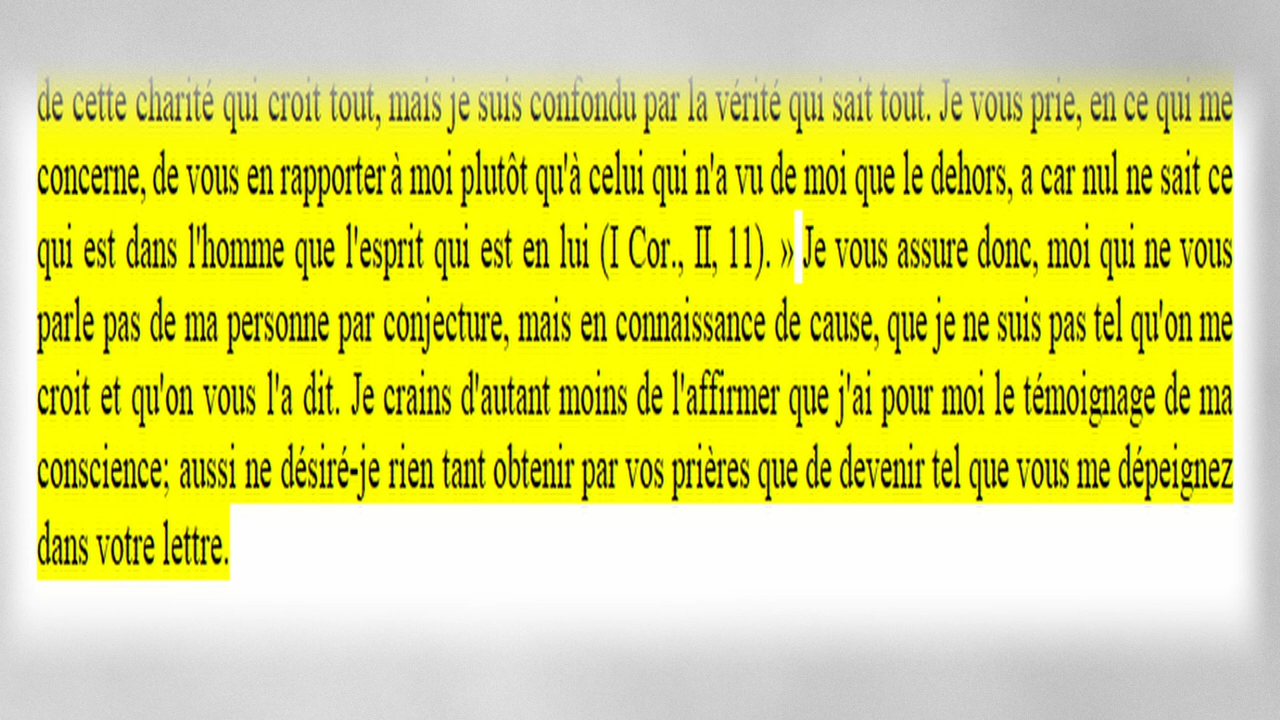 de cette charité qui croit tout, mais je suis confondu par la vérité qui sait tout. Je vous prie, en ce qui me
concerne, de vous en rapporter à moi plutôt qu'à celui qui n'a vu de moi que le dehors, a car nul ne sait ce
qui est dans l'homme que l'esprit qui est en lui (I Cor., II, 11). » Je vous assure donc, moi qui ne vous
parle pas de ma personne par conjecture, mais en connaissance de cause, que je ne suis pas tel qu'on me
croit et qu'on vous l'a dit. Je crains d'autant moins de l'affirmer que j'ai pour moi le témoignage de ma
conscience; aussi ne désiré-je rien tant obtenir par vos prières que de devenir tel que vous me dépeignez
dans votre lettre.